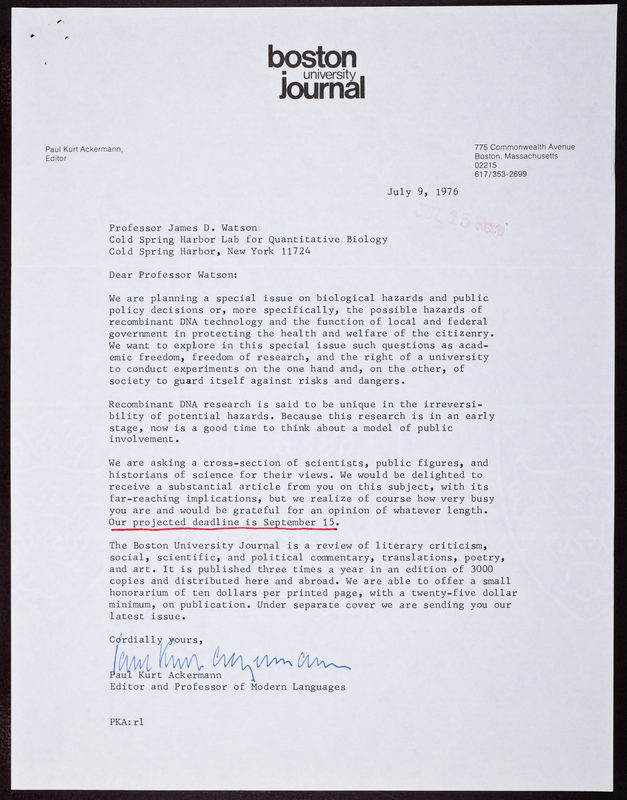 boston
university
journal
Paul Kurt Ackermann,
Editor
775 Commonwealth Avenue
Boston, Massachusetts
02215
617/353-2699
July 9, 1976
Professor James D. Watson
Cold Spring Harbor Lab for Quantitative Biology
Cold Spring Harbor, New York 11724
Dear Professor Watson:
We are planning a special issue on biological hazards and public
policy decisions or, more specifically, the possible hazards of
recombinant DNA technology and the function of local and federal
government in protecting the health and welfare of the citizenry.
We want to explore in this special issue such questions as acad-
emic freedom, freedom of research, and the right of a university
to conduct experiments on the one hand and, on the other, of
society to guard itself against risks and dangers.
Recombinant DNA research is said to be unique in the irreversi-
bility of potential hazards. Because this research is in an early
stage, now is a good time to think about a model of public
involvement.
We are asking a cross-section of scientists, public figures, and
historians of science for their views. We would be delighted to
receive a substantial article from you on this subject, with its
far-reaching implications, but we realize of course how very busy
you are and would be grateful for an opinion of whatever length.
Our projected deadline is September 15.
The Boston University Journal is a review of literary criticism,
social, scientific, and political commentary, translations, poetry,
and art. It is published three times a year in an edition of 3000
copies and distributed here and abroad. We are able to offer a small
honorarium of ten dollars per printed page, with a twenty-five dollar
minimum, on publication. Under separate cover we are sending you our
latest issue.
Cordially yours,
Paul Kurt Ackermann
Paul Kurt Ackermann
Editor and Professor of Modern Languages
PKA:rl